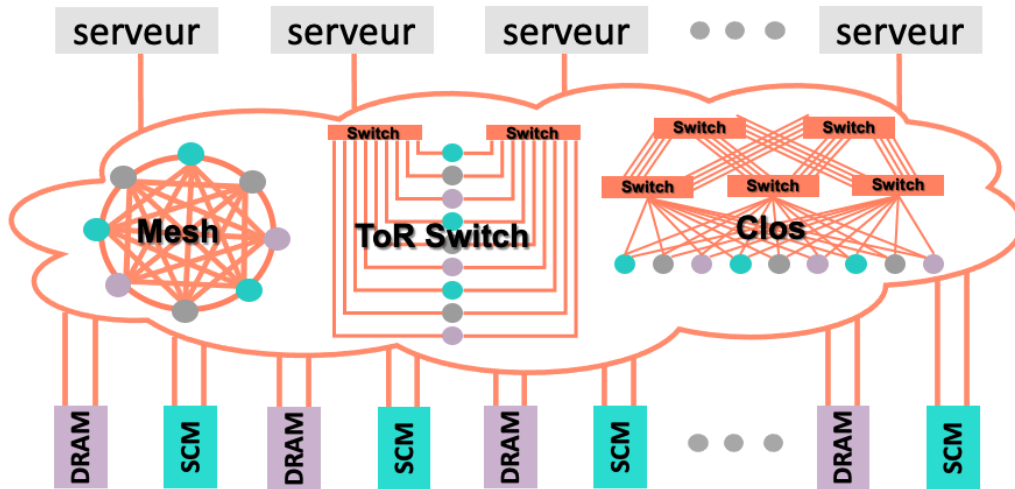 serveur
serveur
serveur
serveur
Switch
Switch
Switch
Switch
Switch
Switch
Switch
Mesh
ToR Switch
Clos
DRAM
SCM
DRAM
SCM
DRAM
SCM
DRAM
SCM